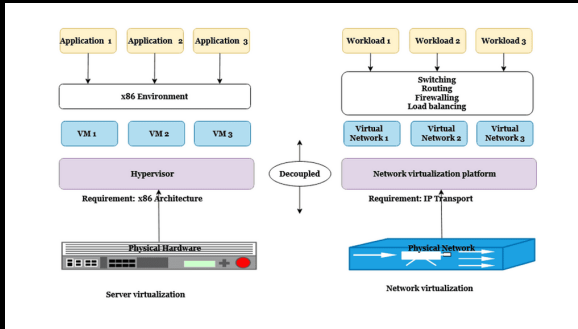 Application 1
Application 2
Application 3
x86 Environment
VM 1
VM 2
VM 3
Hypervisor
Requirement: x86 Architecture
Physical Hardware
Server virtualization
Decoupled
Workload 1
Workload 2
Workload 3
Switching
Routing
Firewalling
Load balancing
Virtual
Network 1
Virtual
Network 2
Virtual
Network 3
Network virtualization platform
Requirement: IP Transport
Physical Network
Network virtualization